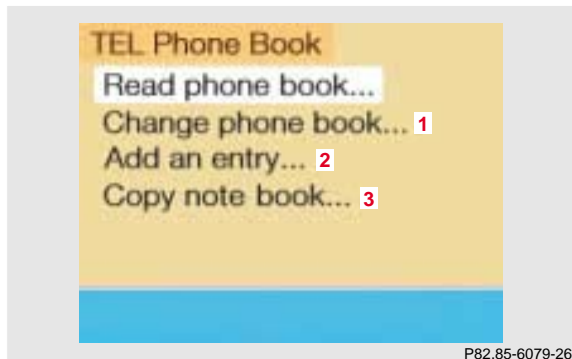 TEL Phone Book
Read phone book...
Change phone book... 1
Add an entry... 2
Copy note book... 3
P82.85-6079-26